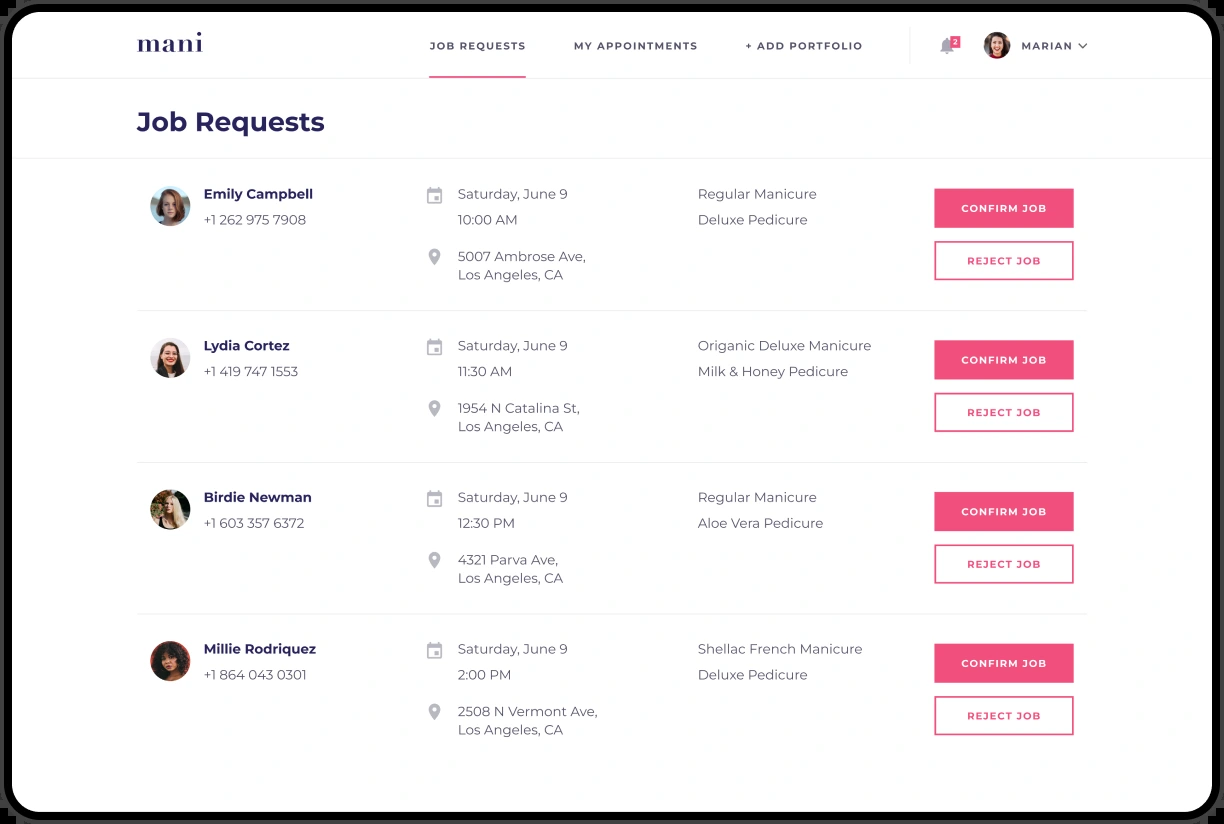 mani
JOB REQUESTS
MY APPOINTMENTS
+ ADD PORTFOLIO
2
MARIAN
Job Requests
Emily Campbell
+1 262 975 7908
Saturday, June 9
10:00 AM
5007 Ambrose Ave,
Los Angeles, CA
Regular Manicure
Deluxe Pedicure
CONFIRM JOB
REJECT JOB
Lydia Cortez
+1 419 747 1553
Saturday, June 9
11:30 AM
1954 N Catalina St,
Los Angeles, CA
Origanic Deluxe Manicure
Milk & Honey Pedicure
CONFIRM JOB
REJECT JOB
Birdie Newman
+1 603 357 6372
Saturday, June 9
12:30 PM
4321 Parva Ave,
Los Angeles, CA
Regular Manicure
Aloe Vera Pedicure
CONFIRM JOB
REJECT JOB
Millie Rodriquez
+1 864 043 0301
Saturday, June 9
2:00 PM
2508 N Vermont Ave,
Los Angeles, CA
Shellac French Manicure
Deluxe Pedicure
CONFIRM JOB
REJECT JOB